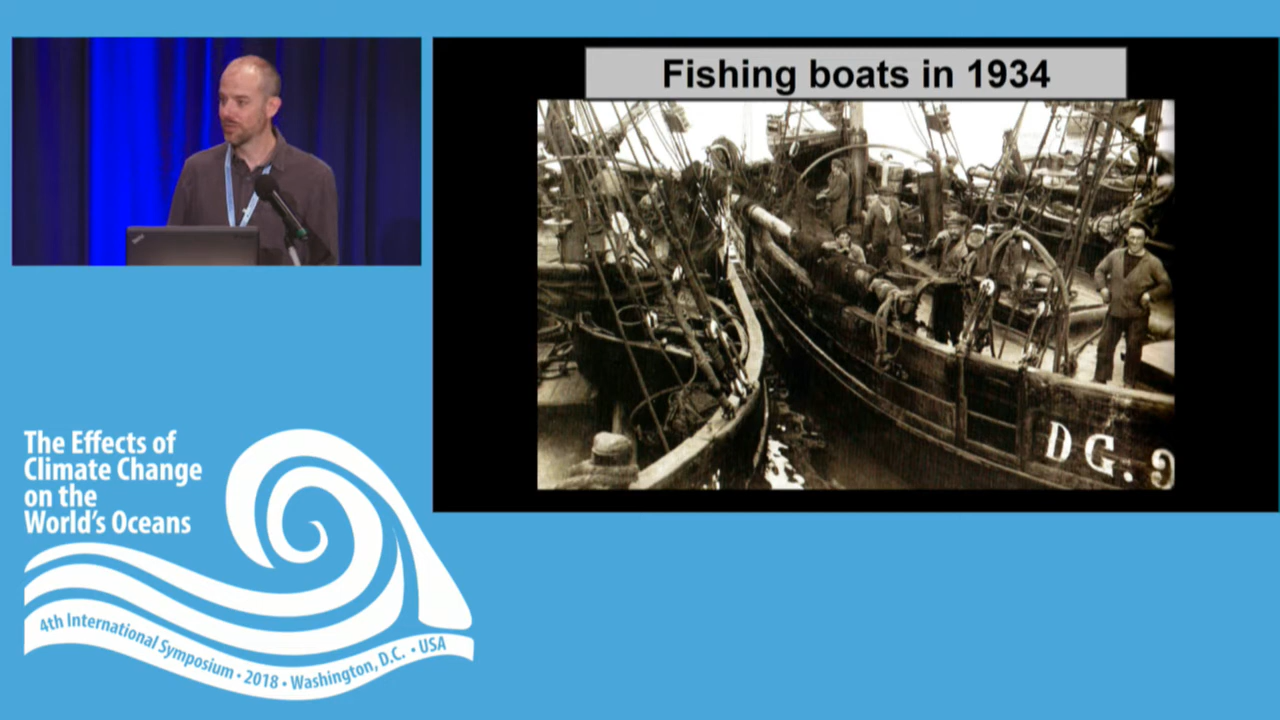 Fishing boats in 1934
DG. 9
The Effects of
Climate Change
on the
World's Oceans
4th International Symposium • 2018 • Washington, D.C. • USA